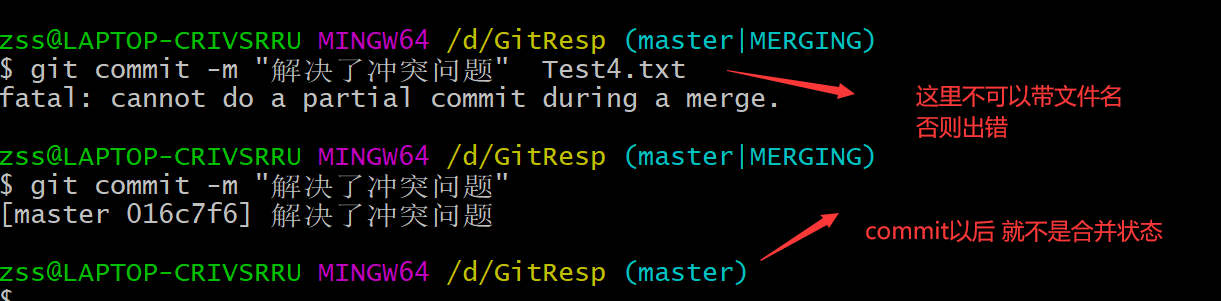 zss@LAPTOP-CRIVSRRU MINGW64 /d/GitResp (master|MERGING)
$ git commit -m "解决了冲突问题"  Test4.txt
fatal: cannot do a partial commit during a merge.
这里不可以带文件名
否则出错
zss@LAPTOP-CRIVSRRU MINGW64 /d/GitResp (master|MERGING)
$ git commit -m "解决了冲突问题"
[master 016c7f6] 解决了冲突问题
commit以后 就不是合并状态
zss@LAPTOP-CRIVSRRU MINGW64 /d/GitResp (master)
$